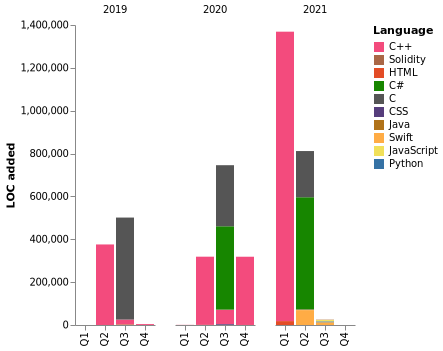 2019 2020 2021
LOC added
1,400,000
1,200,000
1,000,000
800,000
600,000
400,000
200,000
0
Q1 Q2 Q3 Q4 Q1 Q2 Q3 Q4 Q1 Q2 Q3 Q4
Language
C++
Solidity
HTML
C#
C
CSS
Java
Swift
JavaScript
Python